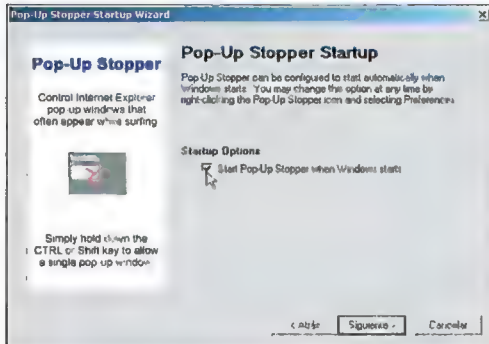 Pop-Up Stopper Startup Wizard
Pop-Up Stopper
Control Internet Explorer
pop-up windows that
often appear while surfing
Simply hold down the
CTRL or Shift key to allow
a single pop up window
Pop-Up Stopper Startup
Pop-Up Stopper can be configured to start automatically when
Windows starts. You may change this option at any time by
right-clicking the Pop-Up Stopper icon and selecting Preferences
Startup Options
Start Pop-Up Stopper when Windows starts
< Atrás
Siguiente >
Cancelar